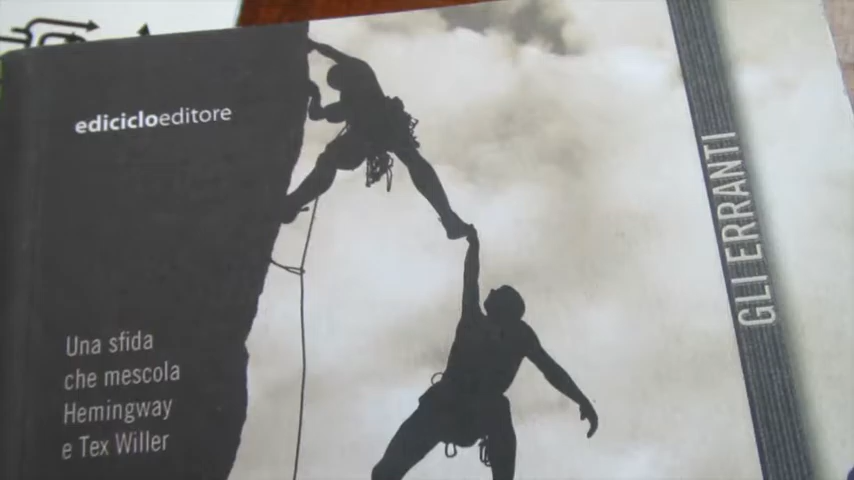 edicicloeditore
Una sfida
che mescola
Hemingway
e Tex Willer
GLI ERRANTI